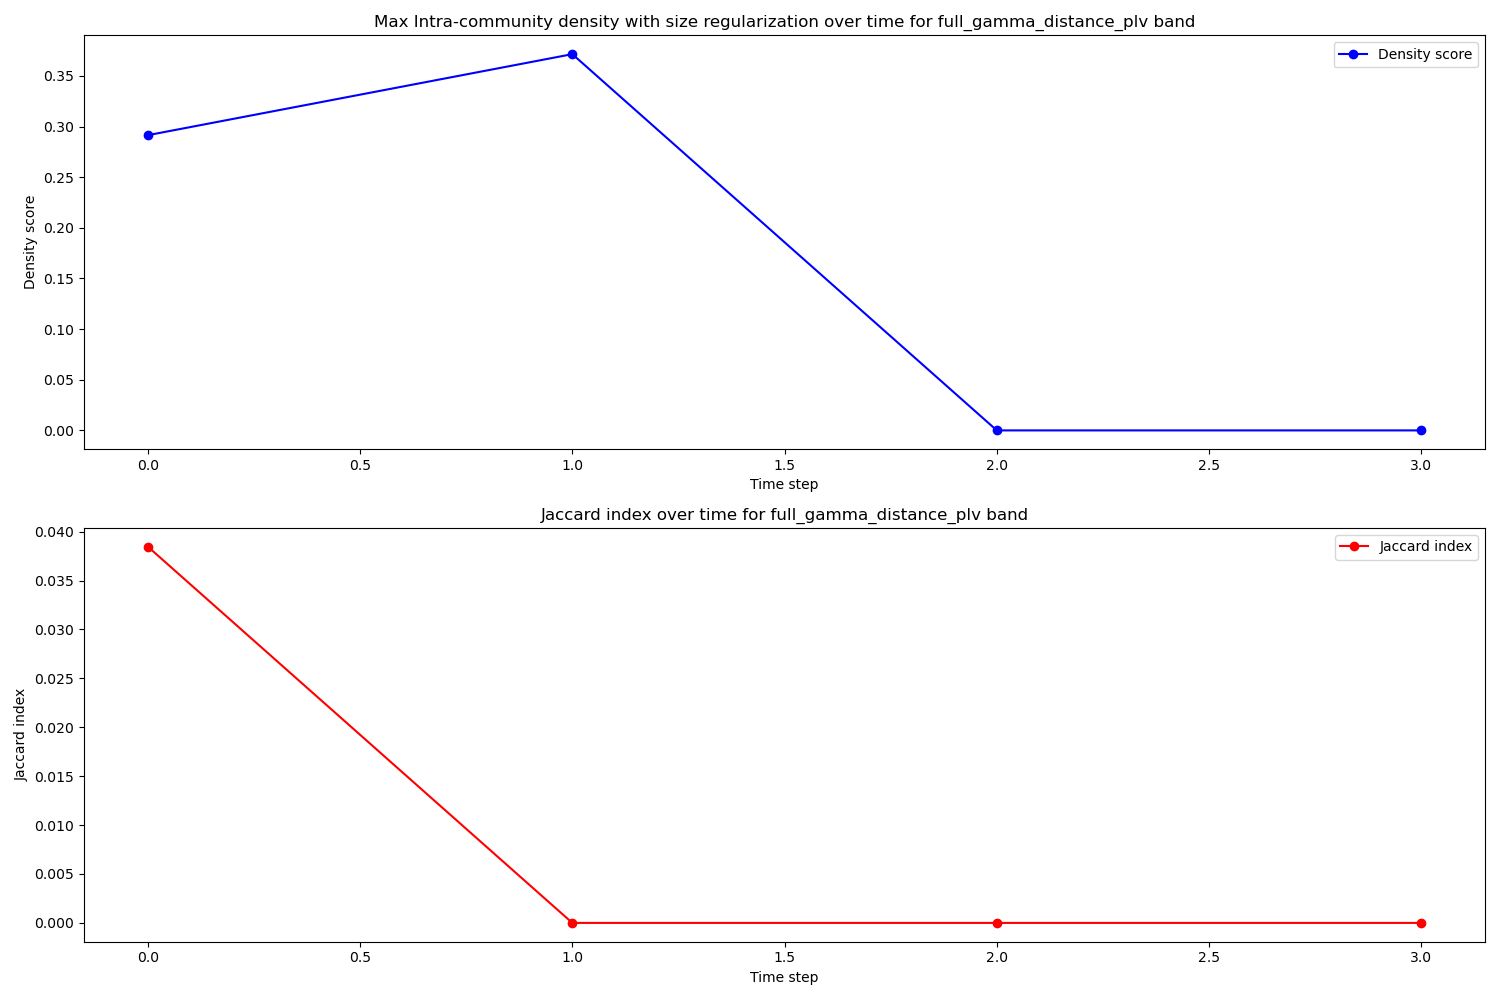 Max Intra-community density with size regularization over time for full_gamma_distance_plv band
Density score
0.35
0.30
0.25
0.20
0.15
0.10
0.05
0.00
Density score
0.0 0.5 1.0 1.5 2.0 2.5 3.0
Time step
Jaccard index over time for full_gamma_distance_plv band
Jaccard index
0.040
0.035
0.030
0.025
0.020
0.015
0.010
0.005
0.000
Jaccard index
0.0 0.5 1.0 1.5 2.0 2.5 3.0
Time step